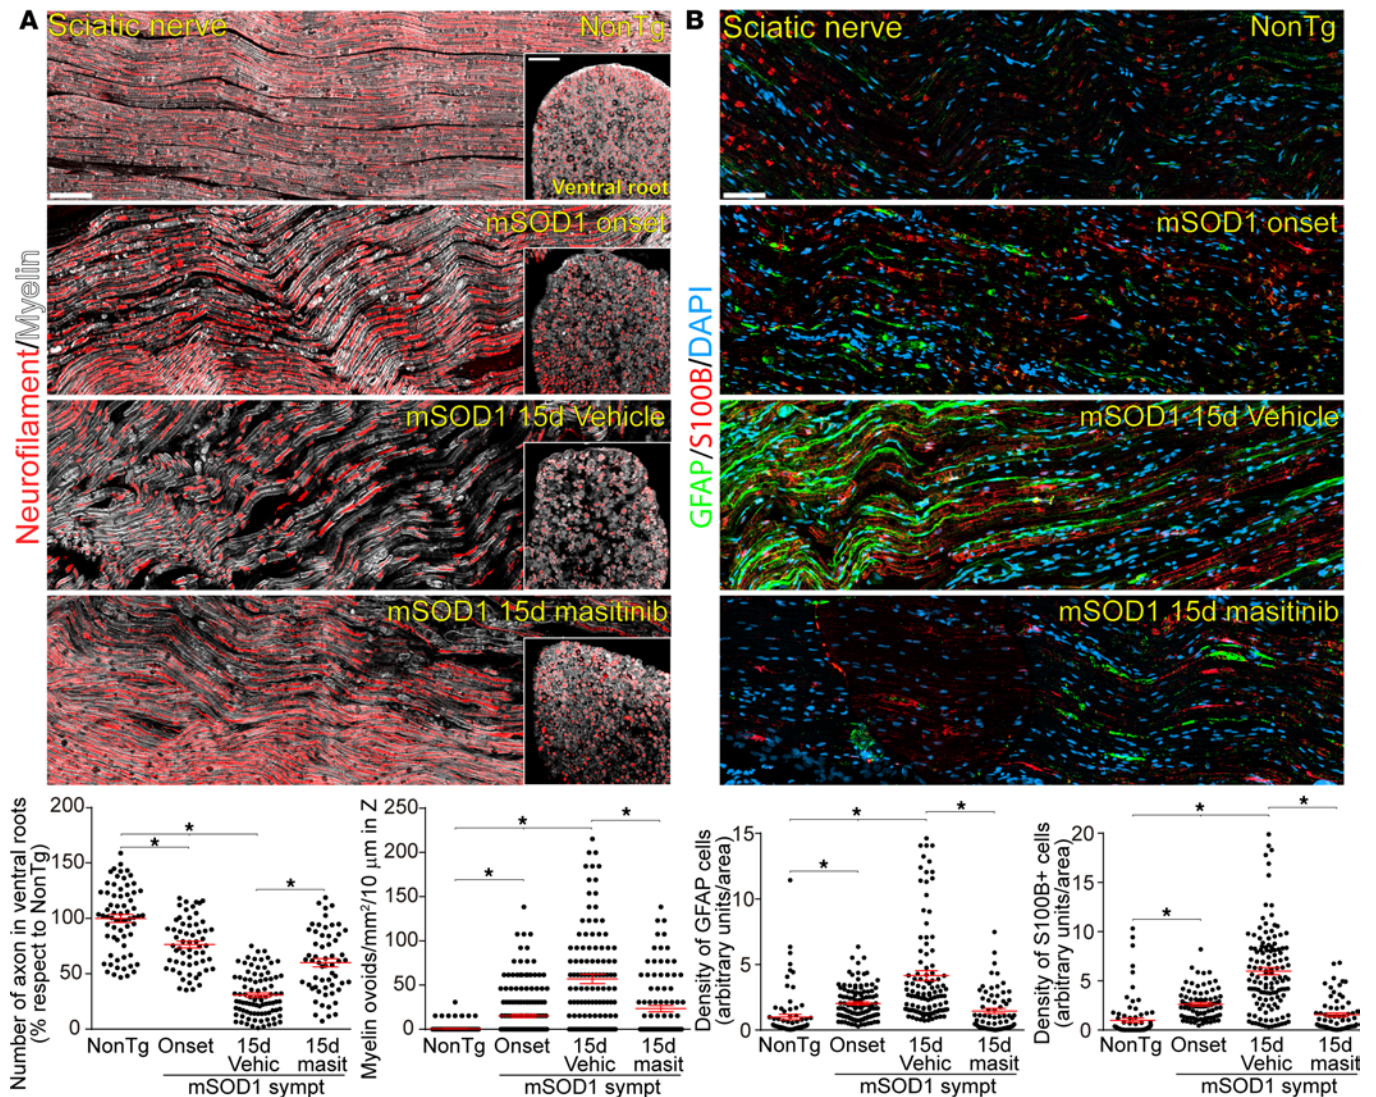 A
Sciatic nerve
NonTg
Ventral root
mSOD1 onset
mSOD1 15d Vehicle
mSOD1 15d masitinib
Neurofilament/Myelin
B
Sciatic nerve
NonTg
mSOD1 onset
mSOD1 15d Vehicle
mSOD1 15d masitinib
GFAP/S100B/DAPI
Number of axon in ventral roots
(% respect to NonTg)
200
150
100
50
0
*
*
*
NonTg Onset 15d Vehic 15d masit
mSOD1 sympt
Myelin ovoids/mm²/10 µm in Z
250
200
150
100
50
0
*
*
*
Onset 15d Vehic 15d masit
NonTg
mSOD1 sympt
Density of GFAP cells
(arbitrary units/area)
15
10
5
0
*
*
*
NonTg Onset 15d Vehic 15d masit
mSOD1 sympt
Density of S100B+ cells
(arbitrary units/area)
20
15
10
5
0
*
*
*
NonTg Onset 15d Vehic 15d masit
mSOD1 sympt